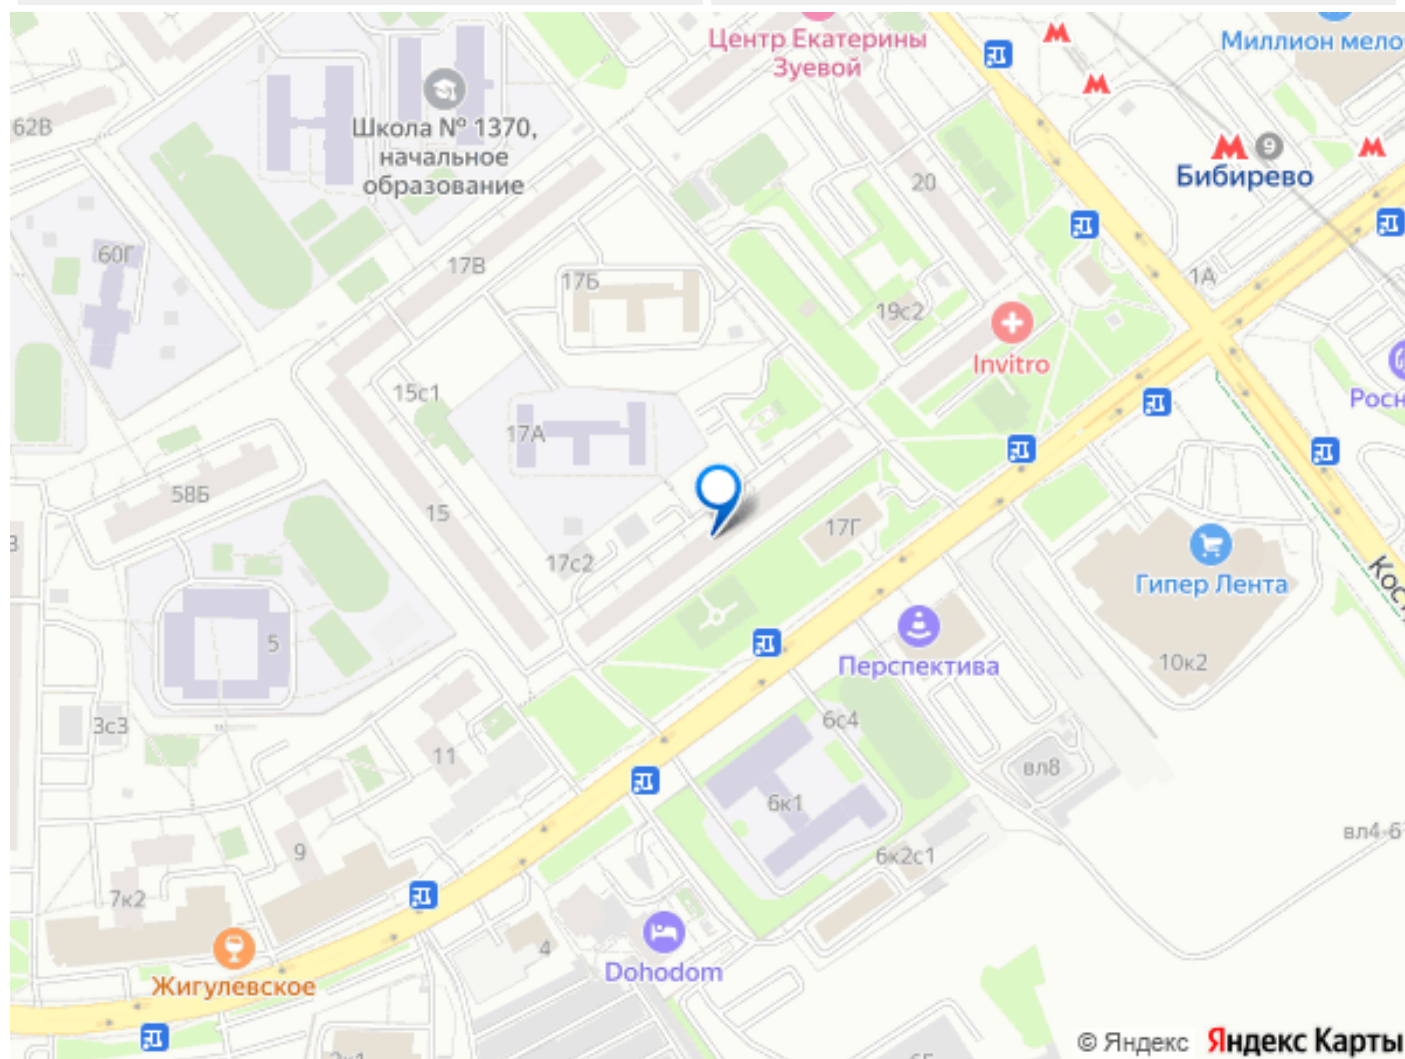 Центр Екатерины
Зуевой
Миллион мело
Школа № 1370,
начальное
образование
62В
Бибирево
9
20
60Г
17В
17Б
1А
19с2
Invitro
15с1
Росн
17А
58Б
15
17Г
17с2
Гипер Лента
Кос
5
Перспектива
10к2
3с3
6с4
11
вл8
6к1
вл4-6
9
6к2с1
7к2
4
Жигулевское
Dohodom
© Яндекс Яндекс Карты